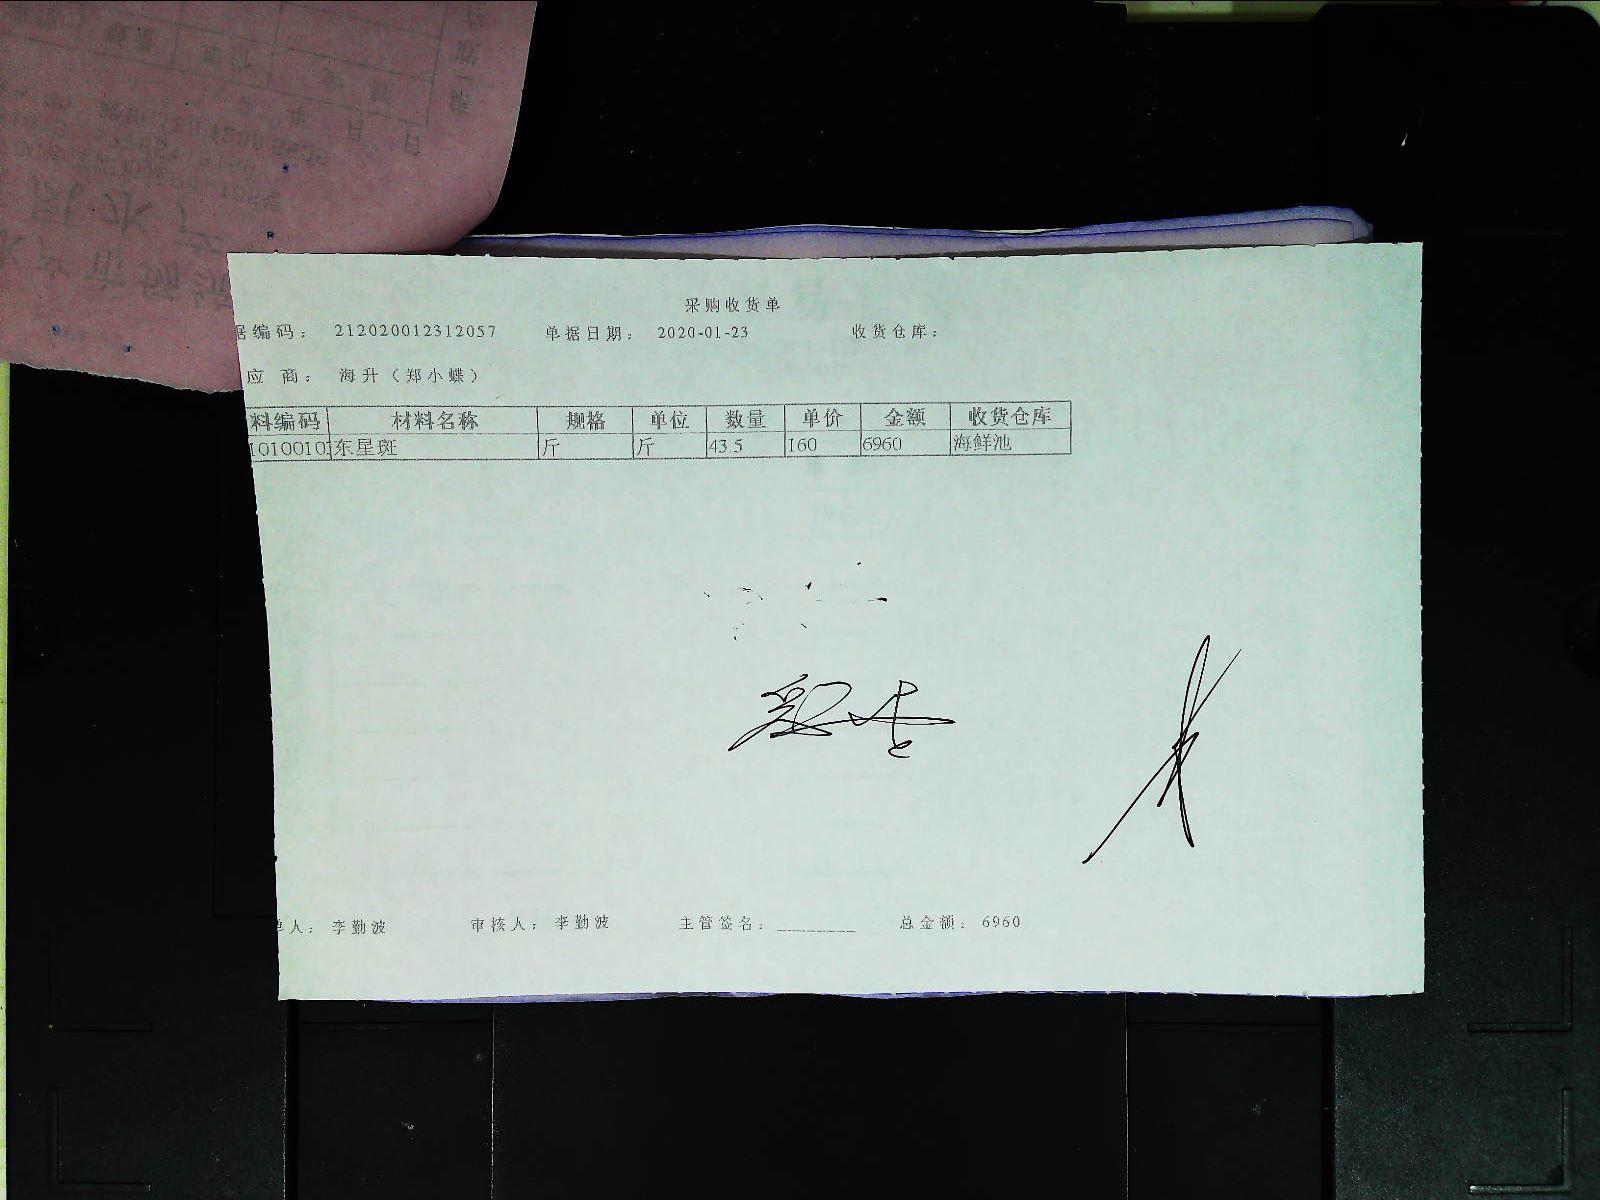 采购收货单
据编码： 212020012312057 单据日期： 2020-01-23 收货仓库：
应 商： 海升（郑小蝶）
料编码 材料名称 规格 单位 数量 单价 金额 收货仓库
东星斑 斤 斤 43.5 160 6960 海鲜池
单人： 李勤波 审核人： 李勤波 主管签名：________ 总金额： 6960